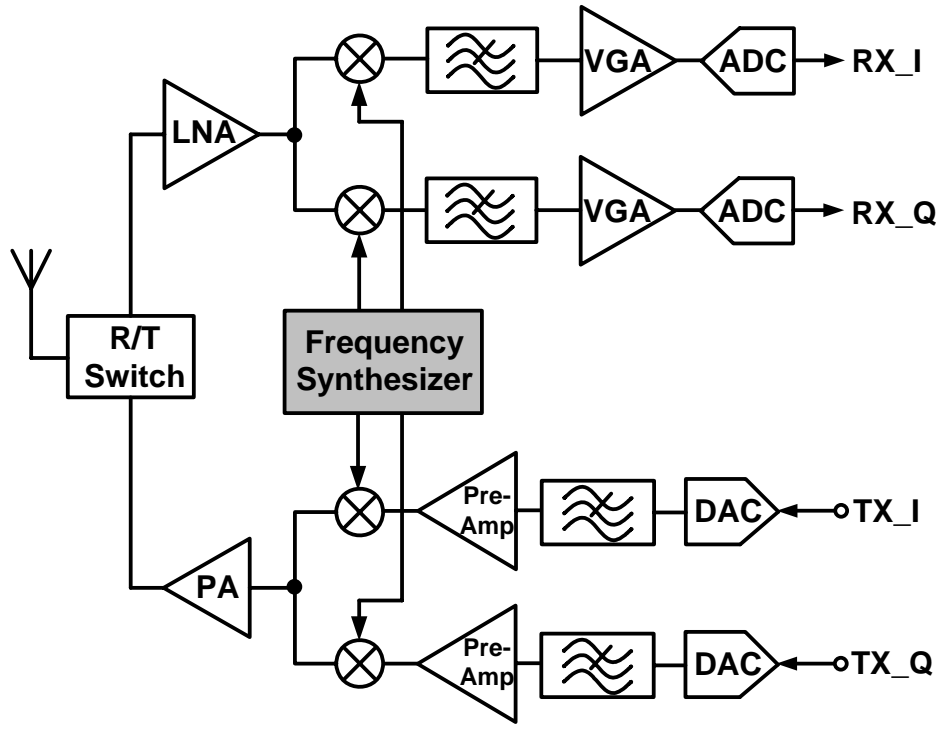 VGA
ADC
RX_I
LNA
VGA
ADC
RX_Q
R/T
Switch
Frequency
Synthesizer
Pre-
Amp
DAC
TX_I
PA
Pre-
Amp
DAC
TX_Q